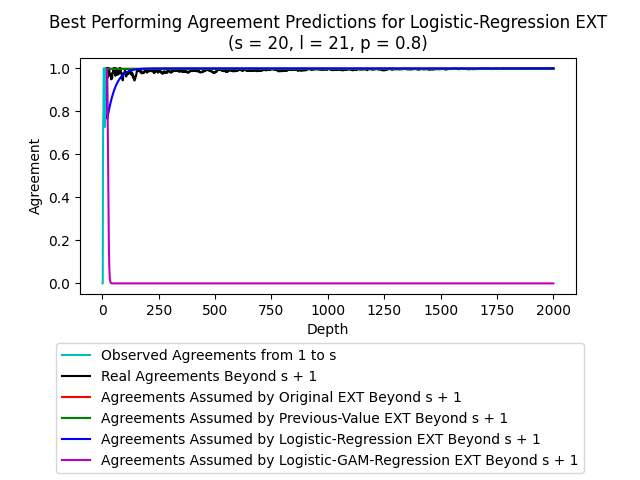 Best Performing Agreement Predictions for Logistic-Regression EXT
(s = 20, l = 21, p = 0.8)
1.0
0.8
0.6
0.4
0.2
0.0
Agreement
0 250 500 750 1000 1250 1500 1750 2000
Depth
Observed Agreements from 1 to s
Real Agreements Beyond s + 1
Agreements Assumed by Original EXT Beyond s + 1
Agreements Assumed by Previous-Value EXT Beyond s + 1
Agreements Assumed by Logistic-Regression EXT Beyond s + 1
Agreements Assumed by Logistic-GAM-Regression EXT Beyond s + 1